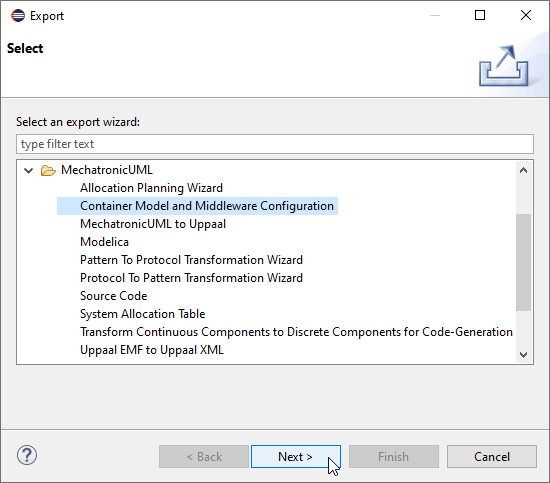 Export
Select
Select an export wizard:
type filter text
MechatronicUML
Allocation Planning Wizard
Container Model and Middleware Configuration
MechatronicUML to Uppaal
Modelica
Pattern To Protocol Transformation Wizard
Protocol To Pattern Transformation Wizard
Source Code
System Allocation Table
Transform Continuous Components to Discrete Components for Code-Generation
Uppaal EMF to Uppaal XML
? < Back Next > Finish Cancel